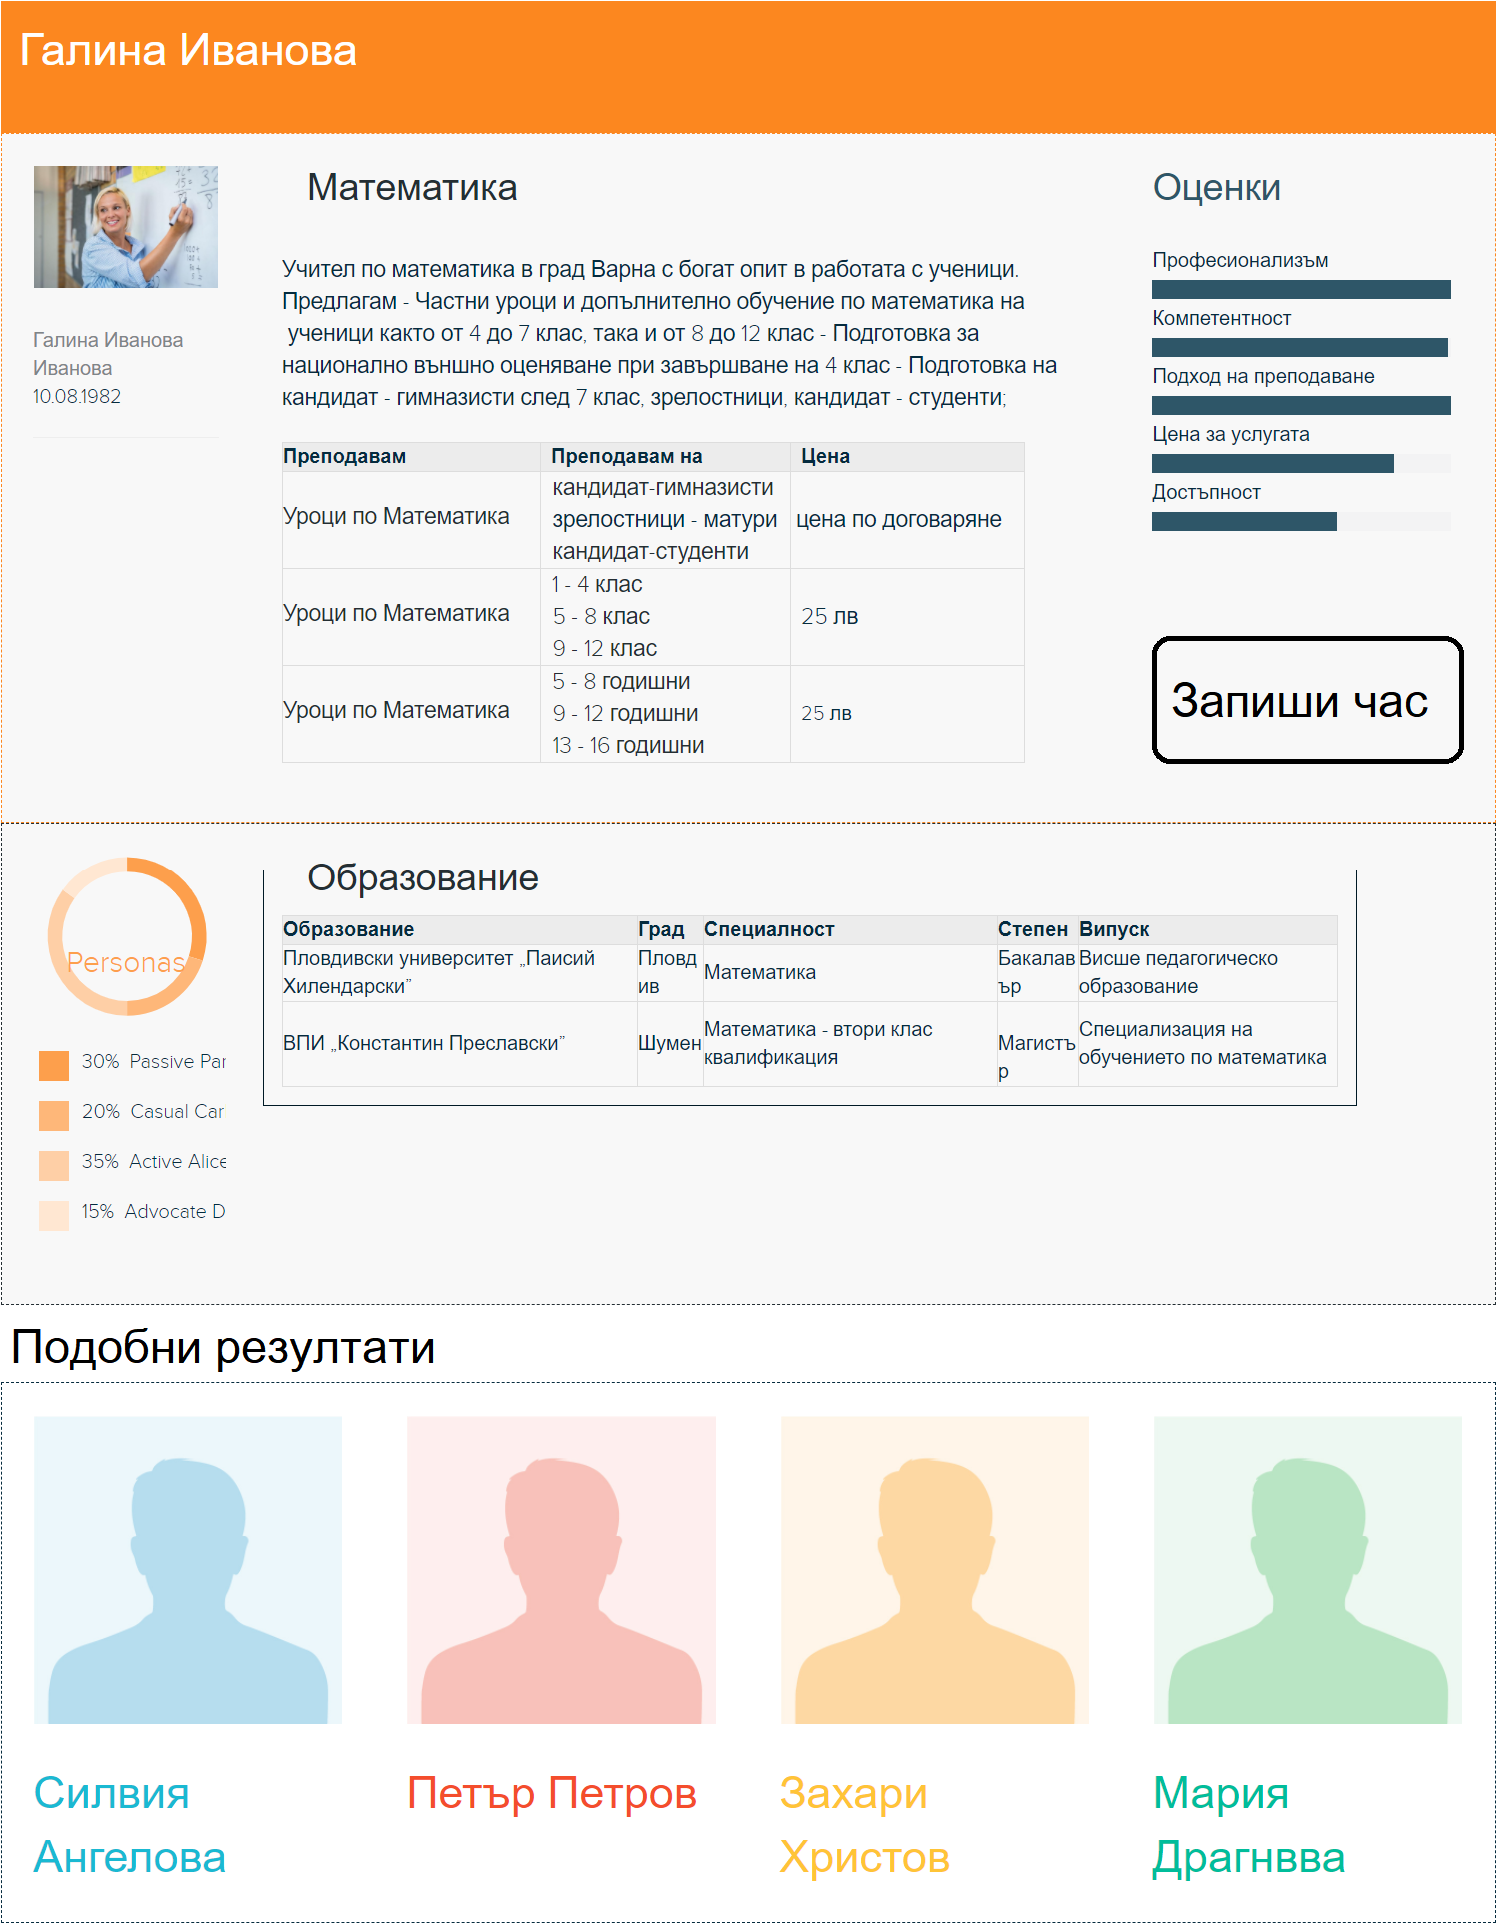 Галина Иванова
Галина Иванова
Иванова
10.08.1982
Математика
Учител по математика в град Варна с богат опит в работата с ученици.
Предлагам - Частни уроци и допълнително обучение по математика на
ученици както от 4 до 7 клас, така и от 8 до 12 клас - Подготовка за
национално външно оценяване при завършване на 4 клас - Подготовка на
кандидат - гимназисти след 7 клас, зрелостници, кандидат - студенти;
Преподавам Преподавам на Цена
кандидат-гимназисти
Уроци по Математика зрелостници - матури цена по договаряне
кандидат-студенти
1 - 4 клас
Уроци по Математика 5 - 8 клас 25 лв
9 - 12 клас
5 - 8 годишни
Уроци по Математика 9 - 12 годишни 25 лв
13 - 16 годишни
Оценки
Професионализъм
Компетентност
Подход на преподаване
Цена за услугата
Достъпност
Запиши час
Personas
30% Passive Par
20% Casual Car
35% Active Alice
15% Advocate D
Образование
Образование Град Специалност Степен Випуск
Пловдивски университет „Паисий Пловд Математика Бакалав Висше педагогическо
Хилендарски” ив ър образование
ВПИ „Константин Преславски” Шумен Математика - втори клас Магистъ Специализация на
квалификация р обучението по математика
Подобни резултати
Силвия
Ангелова
Петър Петров
Захари
Христов
Мария
Драгнвва